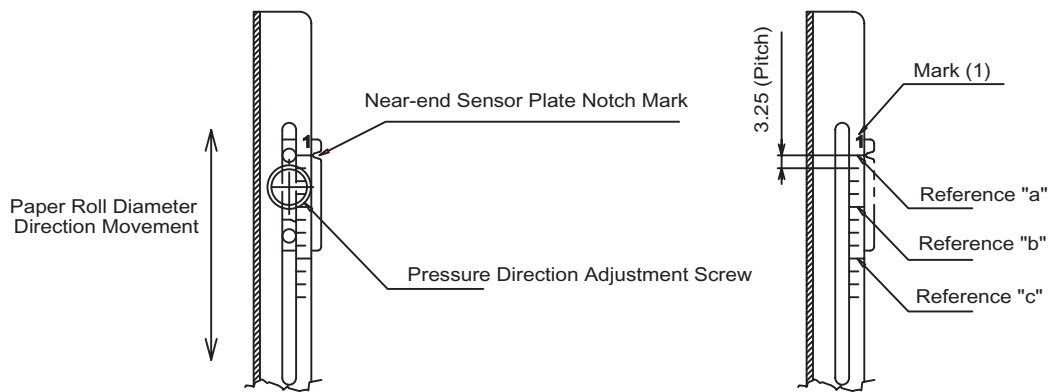 Near-end Sensor Plate Notch Mark
1
Paper Roll Diameter
Direction Movement
Pressure Direction Adjustment Screw
3.25 (Pitch)
Mark (1)
1
Reference "a"
Reference "b"
Reference "c"